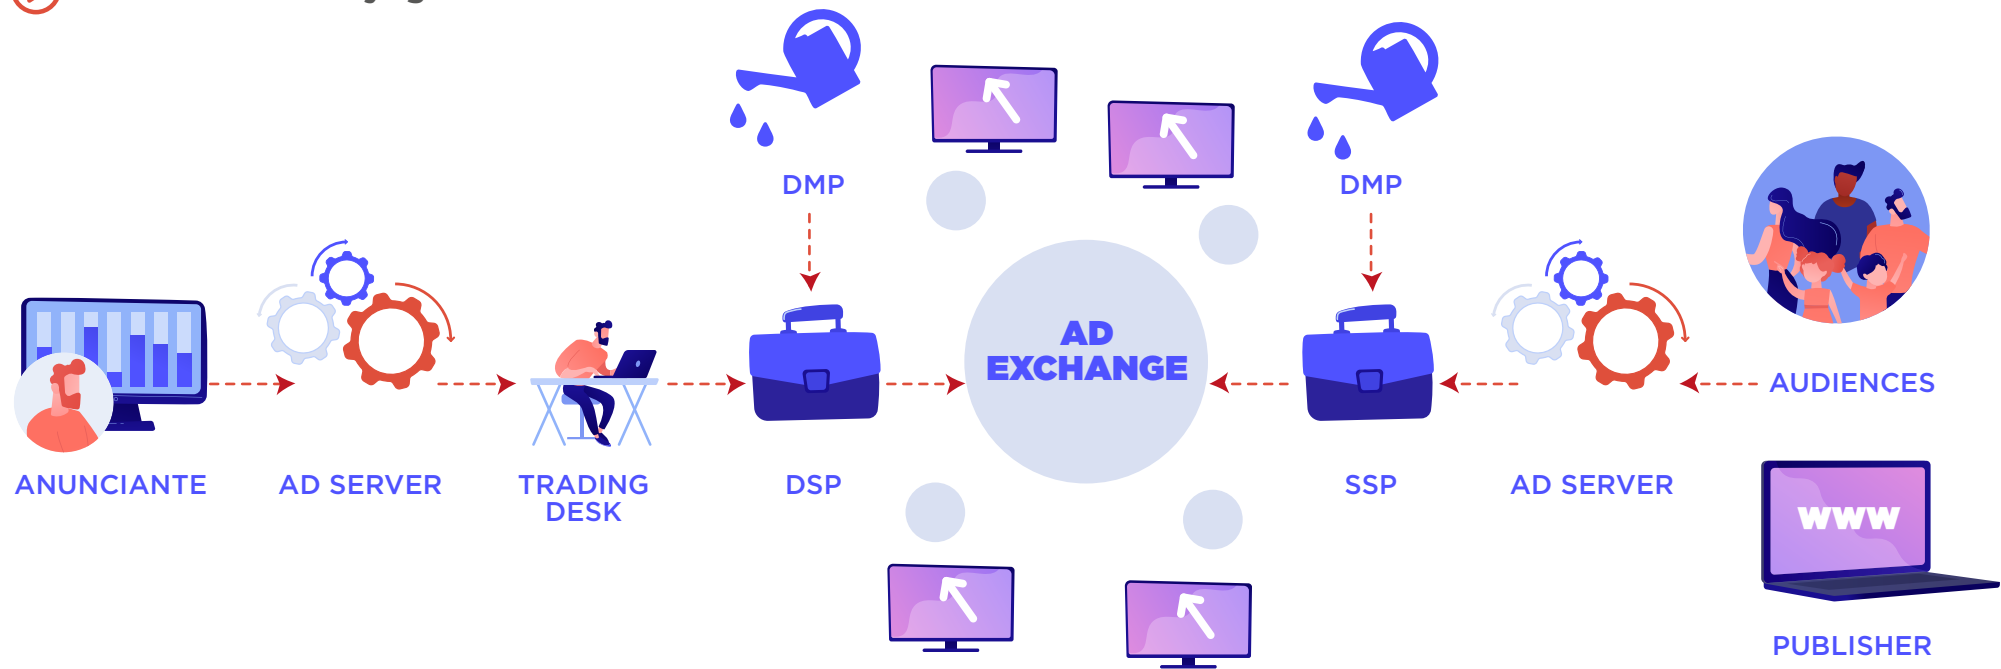 DMP
DMP
AD
EXCHANGE
AUDIENCES
ANUNCIANTE
AD SERVER
TRADING
DESK
DSP
SSP
AD SERVER
WWW
PUBLISHER